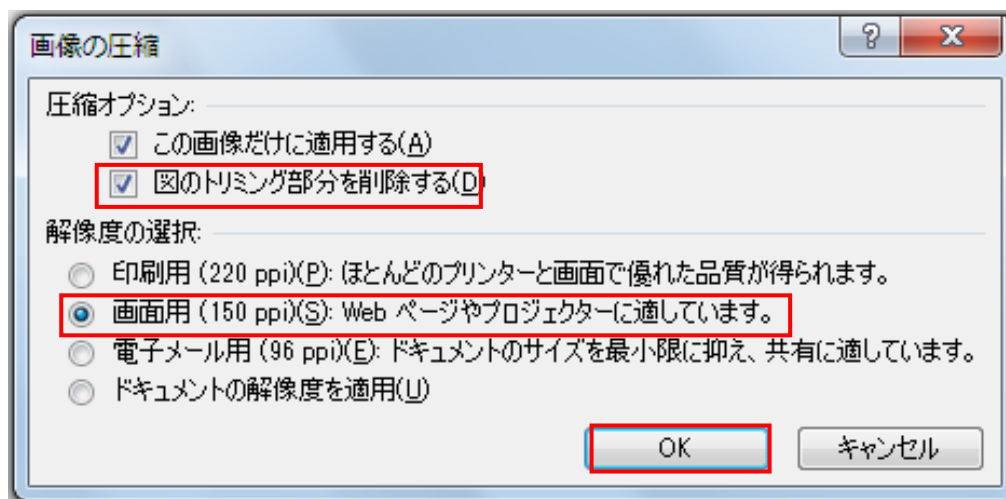 画像の圧縮
圧縮オプション:
この画像だけに適用する(A)
図のトリミング部分を削除する(D)
解像度の選択:
印刷用 (220 ppi)(P): ほとんどのプリンターと画面で優れた品質が得られます。
画面用 (150 ppi)(S): Web ページやプロジェクターに適しています。
電子メール用 (96 ppi)(E): ドキュメントのサイズを最小限に抑え、共有に適しています。
ドキュメントの解像度を適用(U)
OK キャンセル